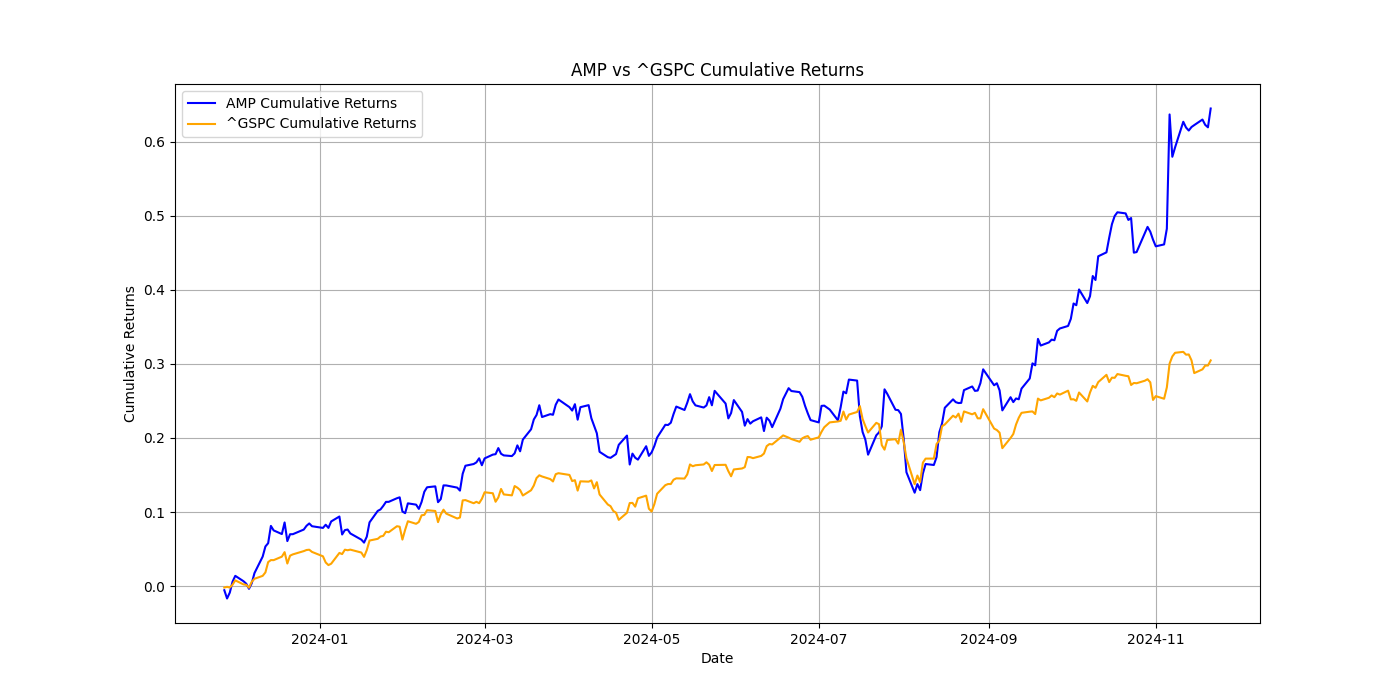 AMP vs ^GSPC Cumulative Returns
AMP Cumulative Returns
^GSPC Cumulative Returns
Cumulative Returns
0.6
0.5
0.4
0.3
0.2
0.1
0.0
2024-01
2024-03
2024-05
2024-07
2024-09
2024-11
Date